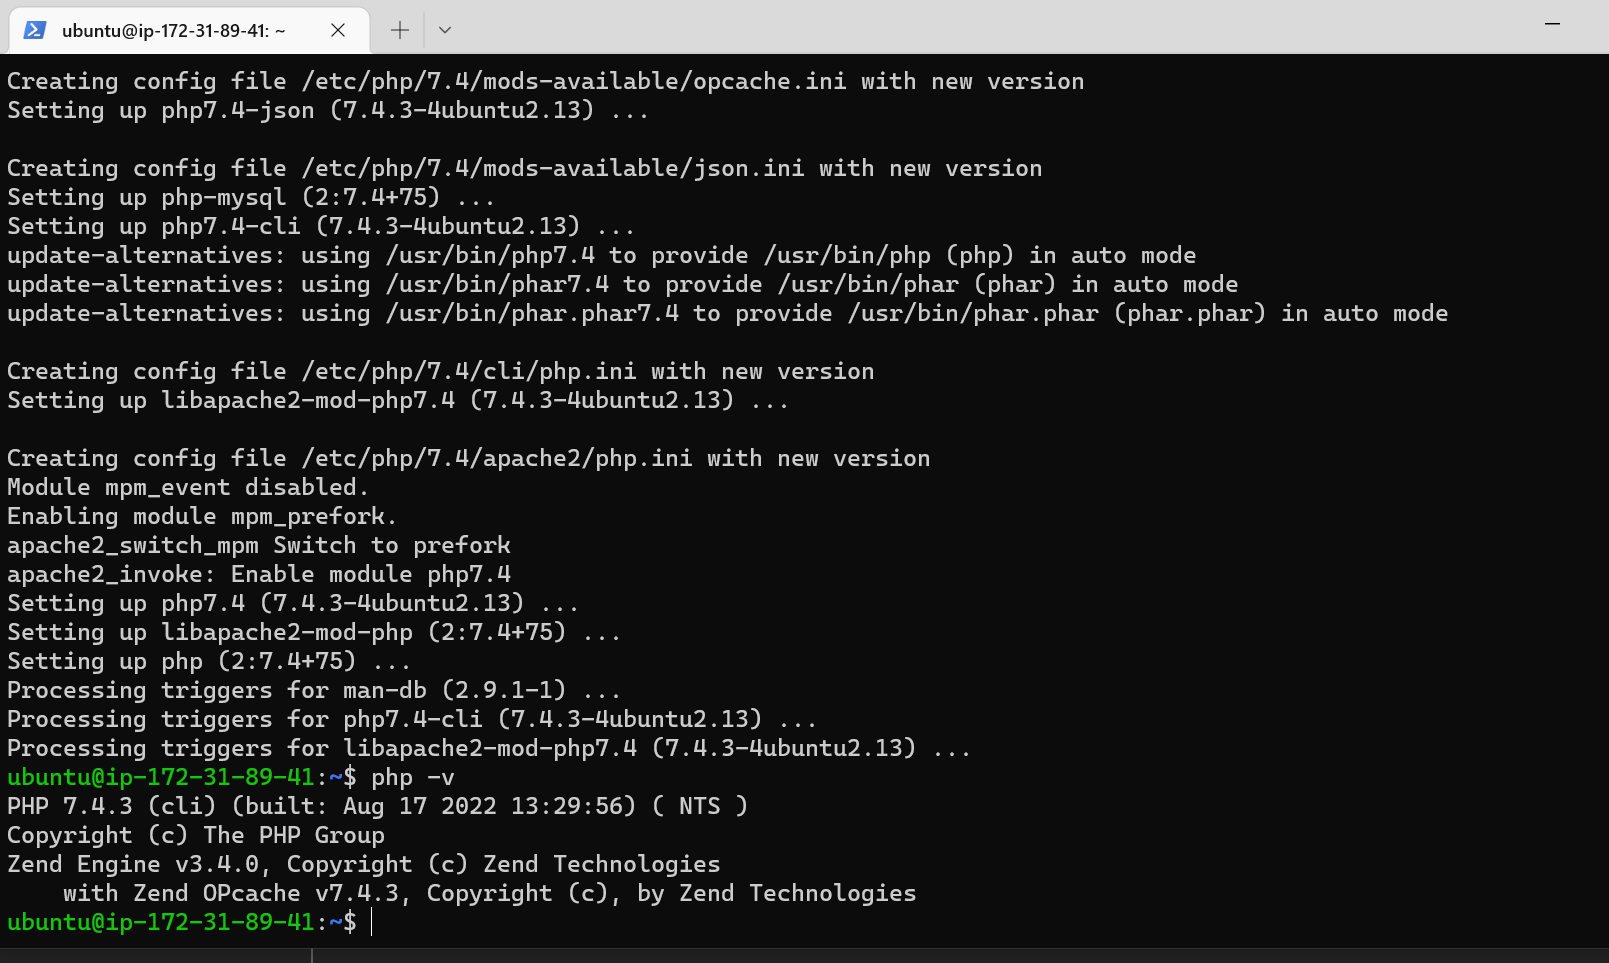 ubuntu@ip-172-31-89-41: ~
Creating config file /etc/php/7.4/mods-available/opcache.ini with new version
Setting up php7.4-json (7.4.3-4ubuntu2.13) ...
Creating config file /etc/php/7.4/mods-available/json.ini with new version
Setting up php-mysql (2:7.4+75) ...
Setting up php7.4-cli (7.4.3-4ubuntu2.13) ...
update-alternatives: using /usr/bin/php7.4 to provide /usr/bin/php (php) in auto mode
update-alternatives: using /usr/bin/phar7.4 to provide /usr/bin/phar (phar) in auto mode
update-alternatives: using /usr/bin/phar.phar7.4 to provide /usr/bin/phar.phar (phar.phar) in auto mode
Creating config file /etc/php/7.4/cli/php.ini with new version
Setting up libapache2-mod-php7.4 (7.4.3-4ubuntu2.13) ...
Creating config file /etc/php/7.4/apache2/php.ini with new version
Module mpm_event disabled.
Enabling module mpm_prefork.
apache2_switch_mpm Switch to prefork
apache2_invoke: Enable module php7.4
Setting up php7.4 (7.4.3-4ubuntu2.13) ...
Setting up libapache2-mod-php (2:7.4+75) ...
Setting up php (2:7.4+75) ...
Processing triggers for man-db (2.9.1-1) ...
Processing triggers for php7.4-cli (7.4.3-4ubuntu2.13) ...
Processing triggers for libapache2-mod-php7.4 (7.4.3-4ubuntu2.13) ...
ubuntu@ip-172-31-89-41:~$ php -v
PHP 7.4.3 (cli) (built: Aug 17 2022 13:29:56) ( NTS )
Copyright (c) The PHP Group
Zend Engine v3.4.0, Copyright (c) Zend Technologies
    with Zend OPcache v7.4.3, Copyright (c), by Zend Technologies
ubuntu@ip-172-31-89-41:~$